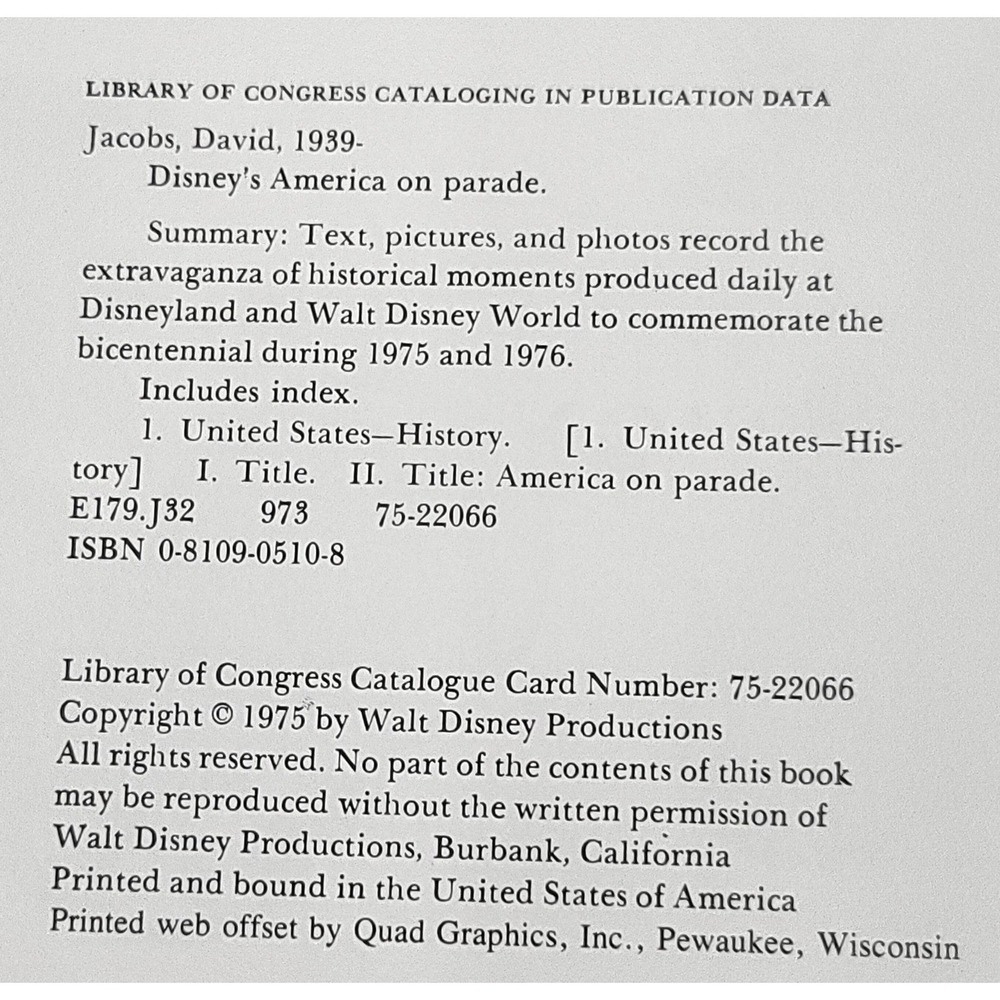 LIBRARY OF CONGRESS CATALOGING IN PUBLICATION DATA
Jacobs, David, 1939-
Disney's America on parade.
Summary: Text, pictures, and photos record the
extravaganza of historical moments produced daily at
Disneyland and Walt Disney World to commemorate the
bicentennial during 1975 and 1976.
Includes index.
1. United States—History. [1. United States—His-
tory] I. Title. II. Title: America on parade.
E179.J32 973 75-22066
ISBN 0-8109-0510-8
Library of Congress Catalogue Card Number: 75-22066
Copyright © 1975 by Walt Disney Productions
All rights reserved. No part of the contents of this book
may be reproduced without the written permission of
Walt Disney Productions, Burbank, California
Printed and bound in the United States of America
Printed web offset by Quad Graphics, Inc., Pewaukee, Wisconsin